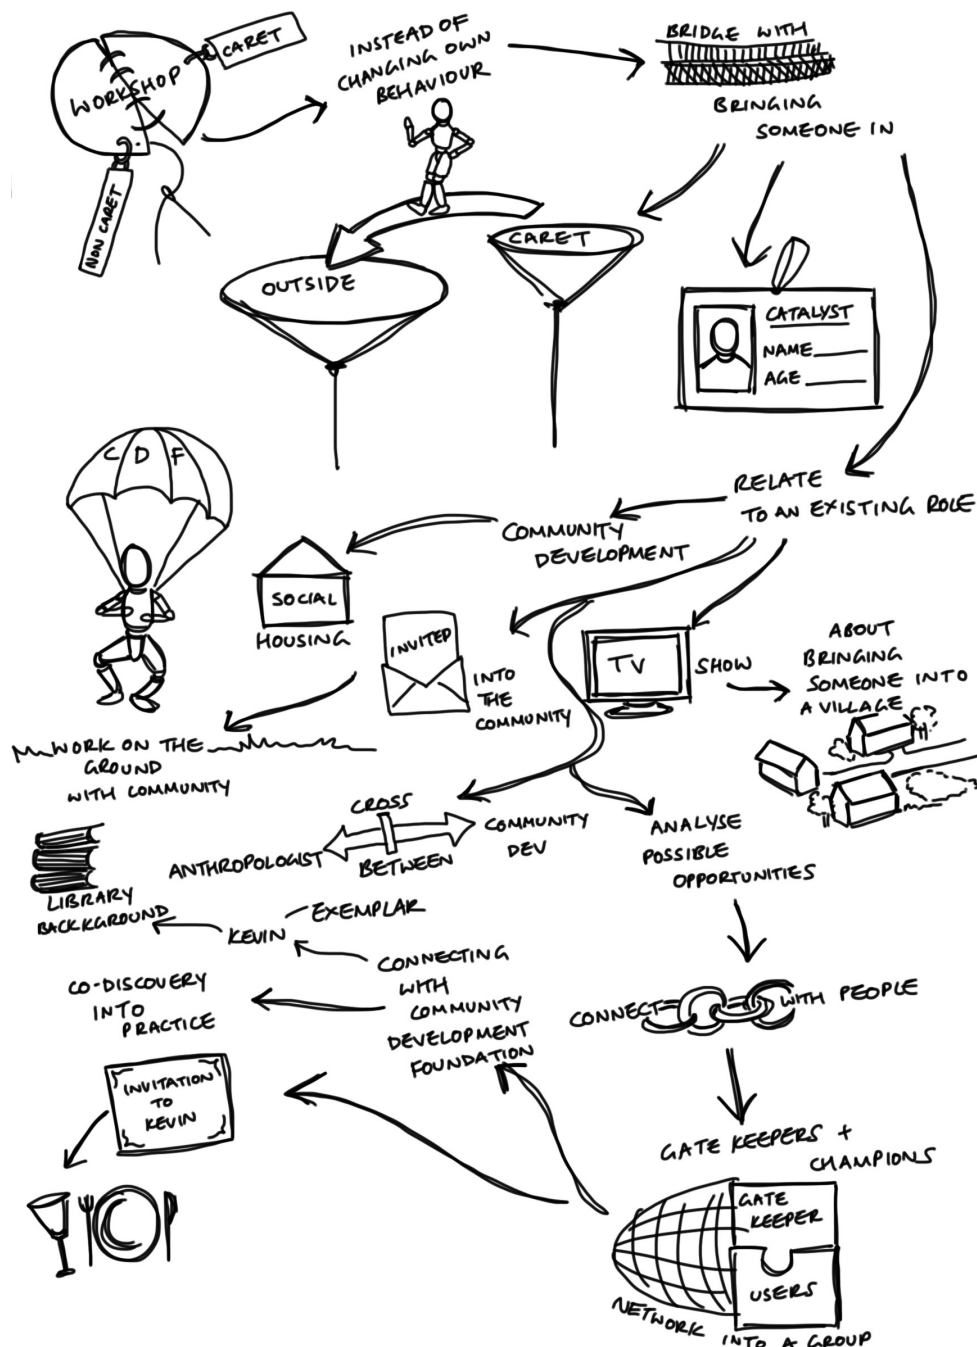 CARET
WORKSHOP
NON CARET
INSTEAD OF
CHANGING OWN
BEHAVIOUR
BRIDGE WITH
BRINGING
SOMEONE IN
OUTSIDE
CARET
CATALYST
NAME
AGE
RELATE
TO AN EXISTING ROLE
COMMUNITY
DEVELOPMENT
SOCIAL
HOUSING
C D F
WORK ON THE
GROUND
WITH COMMUNITY
INVITED
INTO
THE
COMMUNITY
TV
SHOW
ABOUT
BRINGING
SOMEONE INTO
A VILLAGE
CROSS
BETWEEN
ANTHROPOLOGIST
COMMUNITY
DEV
ANALYSE
POSSIBLE
OPPORTUNITIES
CONNECT
WITH PEOPLE
GATE KEEPERS +
CHAMPIONS
GATE
KEEPER
USERS
NETWORK INTO A GROUP
CONNECTING
WITH
COMMUNITY
DEVELOPMENT
FOUNDATION
KEVIN
EXEMPLAR
LIBRARY
BACKKGROUND
CO-DISCOVERY
INTO
PRACTICE
INVITATION
TO
KEVIN